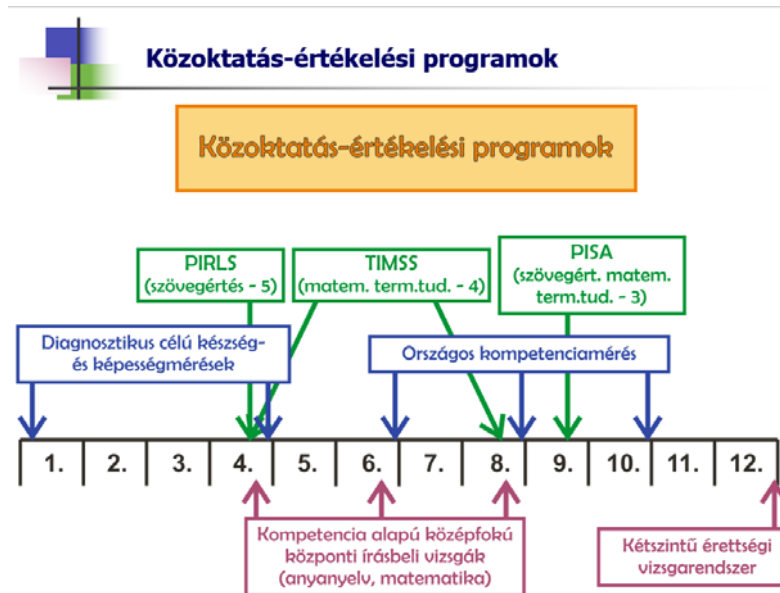 Közoktatás-értékelési programok
Közoktatás-értékelési programok
PIRLS
(szövegértés - 5)
TIMSS
(matem. term.tud. - 4)
PISA
(szövegért. matem.
term.tud. - 3)
Diagnosztikus célú készség-
és képességmérések
Országos kompetenciamérés
1. 2. 3. 4. 5. 6. 7. 8. 9. 10. 11. 12.
Kompetencia alapú középfokú
központi írásbeli vizsgák
(anyanyelv, matematika)
Kétszintű érettségi
vizsgarendszer